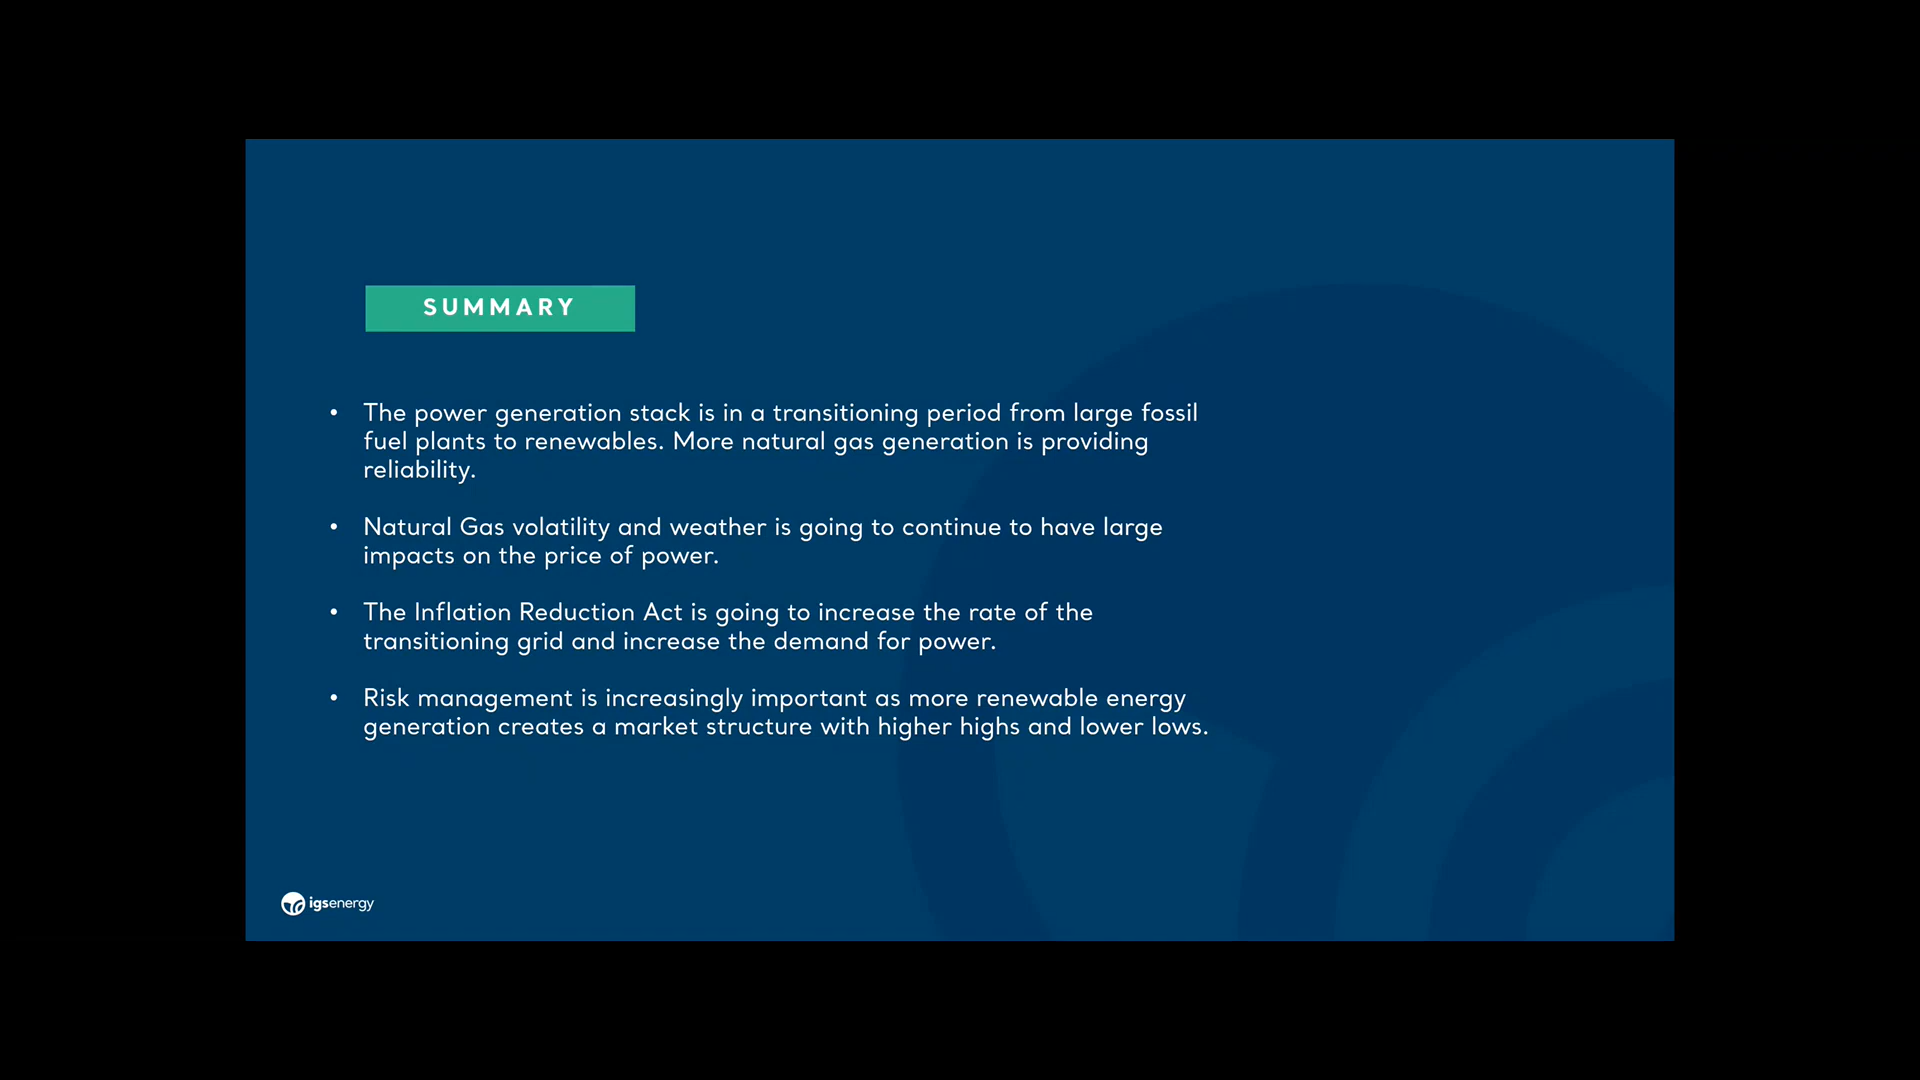 SUMMARY
• The power generation stack is in a transitioning period from large fossil
fuel plants to renewables. More natural gas generation is providing
reliability.
• Natural Gas volatility and weather is going to continue to have large
impacts on the price of power.
• The Inflation Reduction Act is going to increase the rate of the
transitioning grid and increase the demand for power.
• Risk management is increasingly important as more renewable energy
generation creates a market structure with higher highs and lower lows.
igsenergy